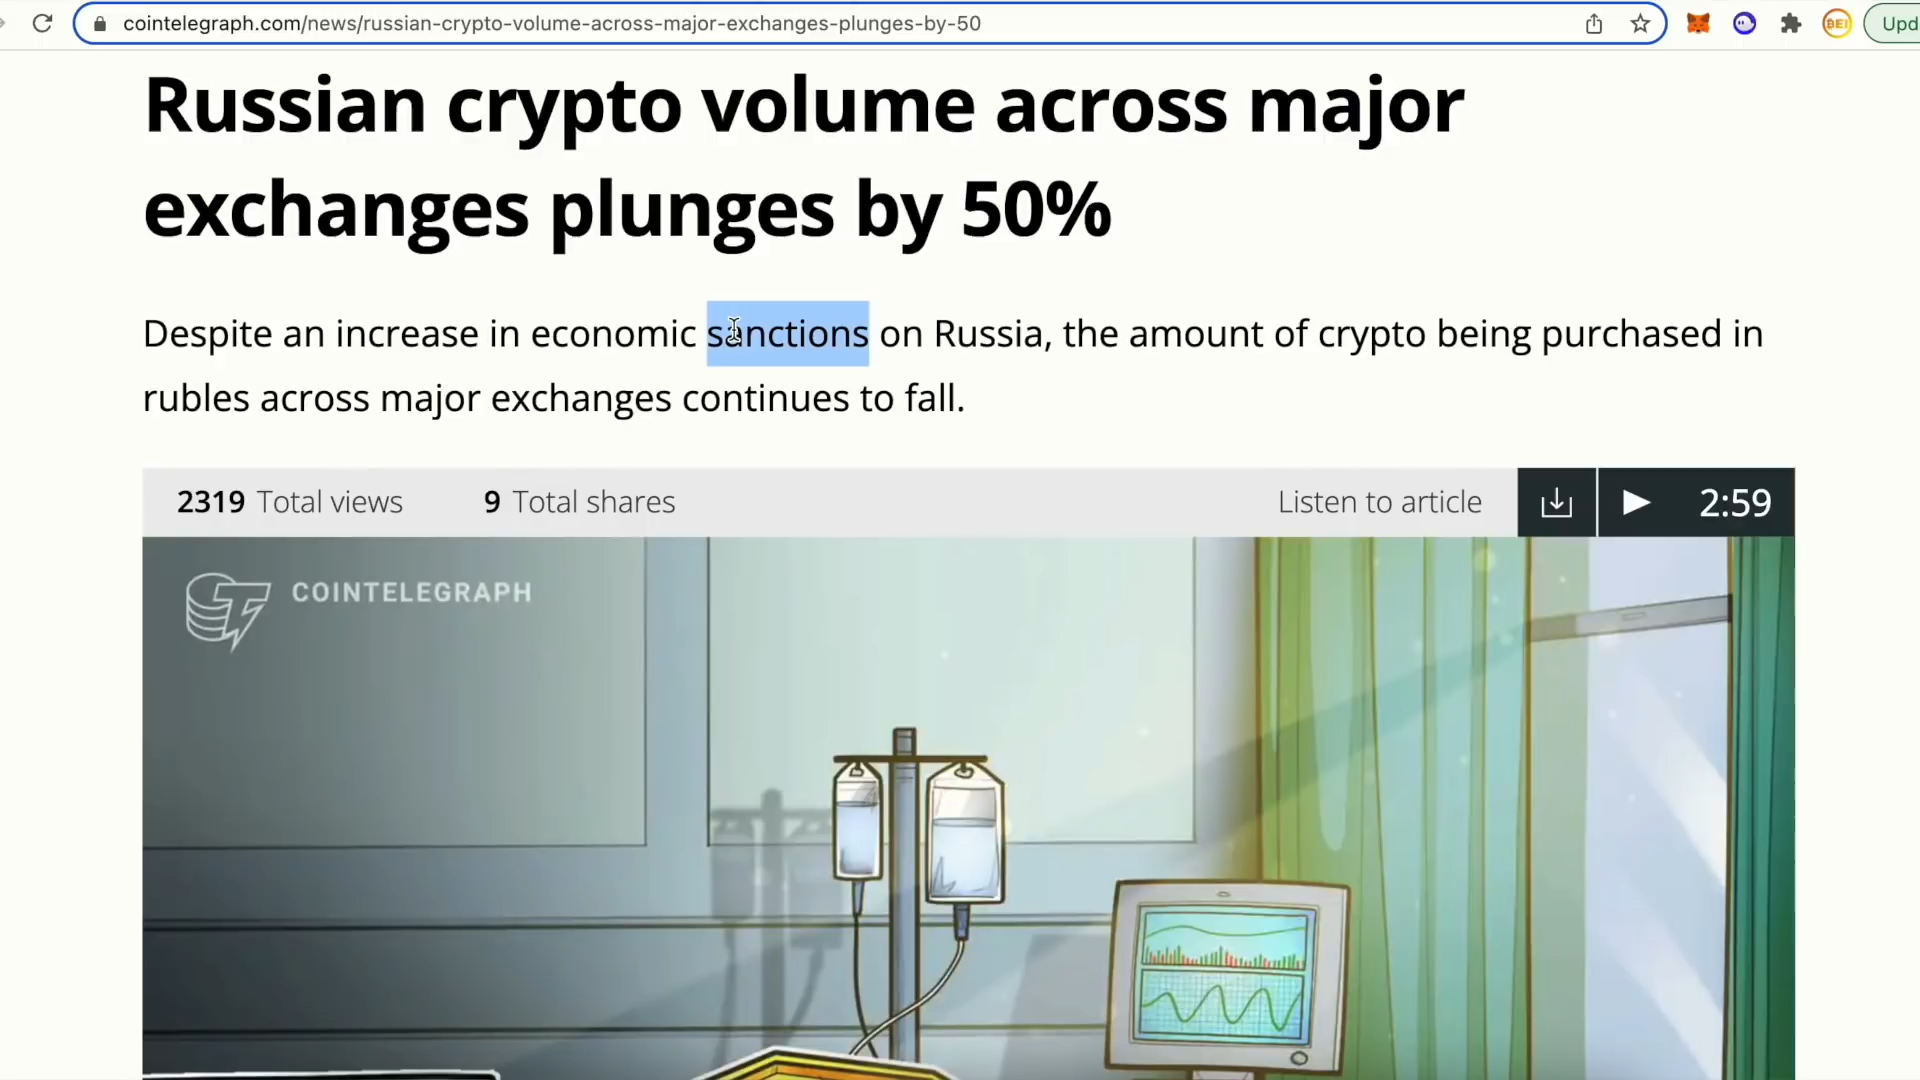 cointelegraph.com/news/russian-crypto-volume-across-major-exchanges-plunges-by-50
BEI
Upd
Russian crypto volume across major
exchanges plunges by 50%
Despite an increase in economic sanctions on Russia, the amount of crypto being purchased in
rubles across major exchanges continues to fall.
2319 Total views 9 Total shares Listen to article 2:59
COINTELEGRAPH